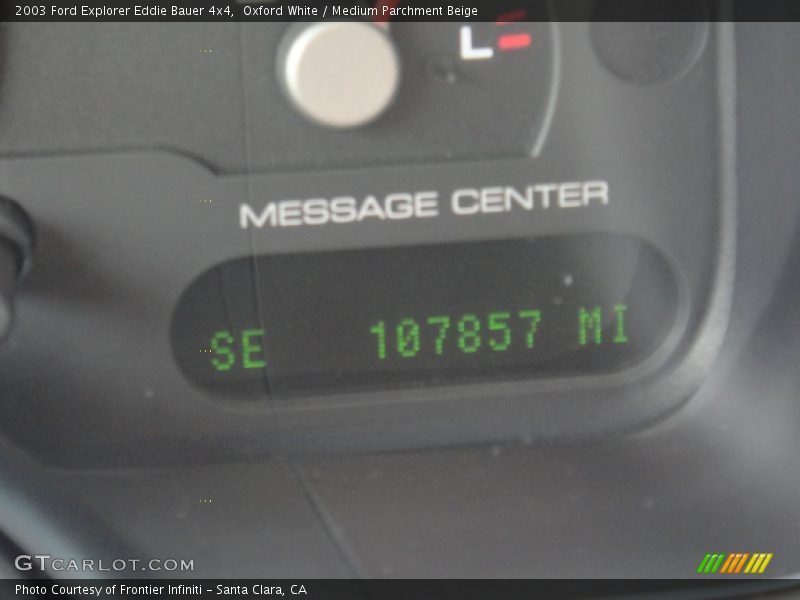 2003 Ford Explorer Eddie Bauer 4x4,  Oxford White / Medium Parchment Beige
L
MESSAGE CENTER
SE 107857 MI
GTCARLOT.COM
Photo Courtesy of Frontier Infiniti - Santa Clara, CA